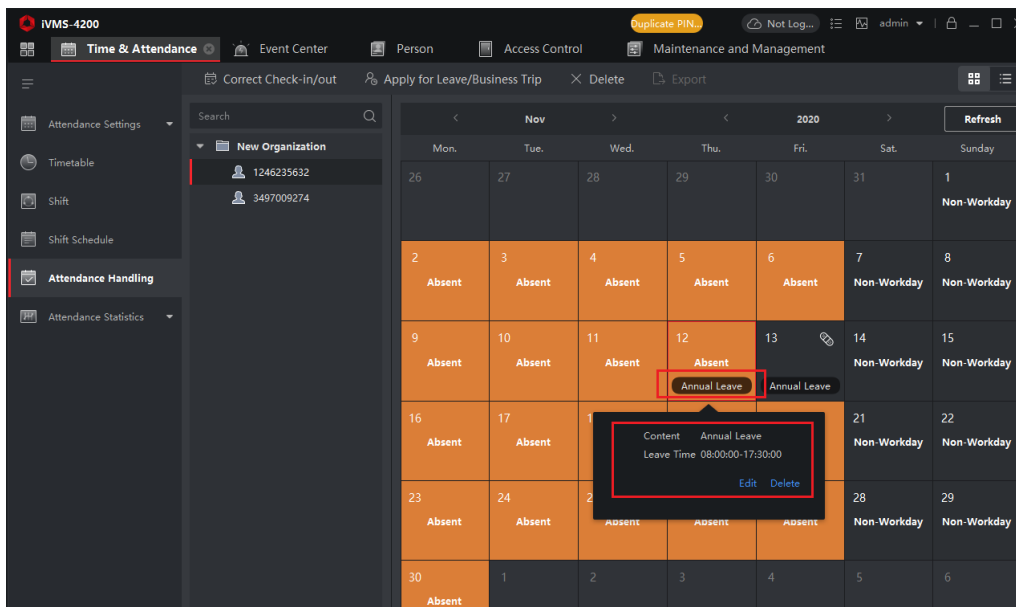 iVMS-4200 Duplicate PIN... Not Log... admin
Time & Attendance Event Center Person Access Control Maintenance and Management
Correct Check-in/out Apply for Leave/Business Trip Delete Export
Attendance Settings
Timetable
Shift
Shift Schedule
Attendance Handling
Attendance Statistics
Search
New Organization
1246235632
3497009274
< Nov > < 2020 > Refresh
Mon. Tue. Wed. Thu. Fri. Sat. Sunday
26 27 28 29 30 31 1
Non-Workday
2 3 4 5 6 7 8
Absent Absent Absent Absent Absent Non-Workday Non-Workday
9 10 11 12 13 14 15
Absent Absent Absent Absent Non-Workday Non-Workday
Annual Leave Annual Leave
16 17 1 21 22
Absent Absent Non-Workday Non-Workday
Content Annual Leave
Leave Time 08:00:00-17:30:00
Edit Delete
23 24 2 28 29
Absent Absent Absent Absent Absent Non-Workday Non-Workday
30 1 2 3 4 5 6
Absent